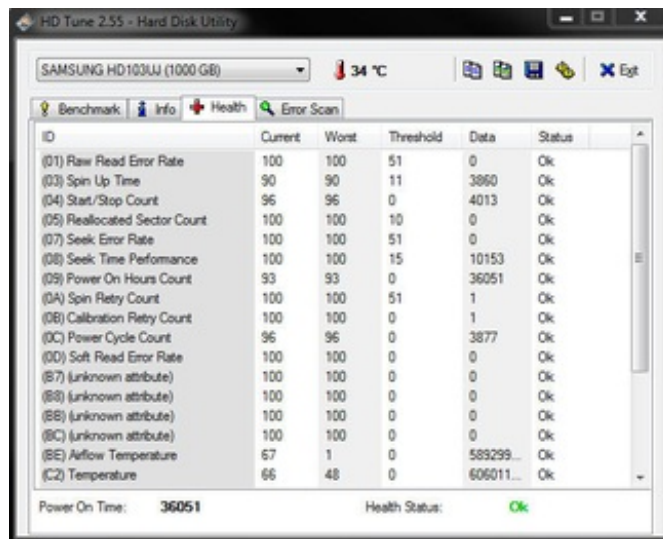 HD Tune 2.55 - Hard Disk Utility
SAMSUNG HD103UJ (1000 GB)
34 °C
Exit
Benchmark Info Health Error Scan
ID Current Worst Threshold Data Status
(01) Raw Read Error Rate 100 100 51 0 Ok
(03) Spin Up Time 90 90 11 3860 Ok
(04) Start/Stop Count 96 96 0 4013 Ok
(05) Reallocated Sector Count 100 100 10 0 Ok
(07) Seek Error Rate 100 100 51 0 Ok
(08) Seek Time Performance 100 100 15 10153 Ok
(09) Power On Hours Count 93 93 0 36051 Ok
(0A) Spin Retry Count 100 100 51 1 Ok
(0B) Calibration Retry Count 100 100 0 1 Ok
(0C) Power Cycle Count 96 96 0 3877 Ok
(0D) Soft Read Error Rate 100 100 0 0 Ok
(B7) (unknown attribute) 100 100 0 0 Ok
(B8) (unknown attribute) 100 100 0 0 Ok
(BB) (unknown attribute) 100 100 0 0 Ok
(BC) (unknown attribute) 100 100 0 0 Ok
(BE) Airflow Temperature 67 1 0 589299... Ok
(C2) Temperature 66 48 0 606011... Ok
Power On Time: 36051 Health Status: Ok